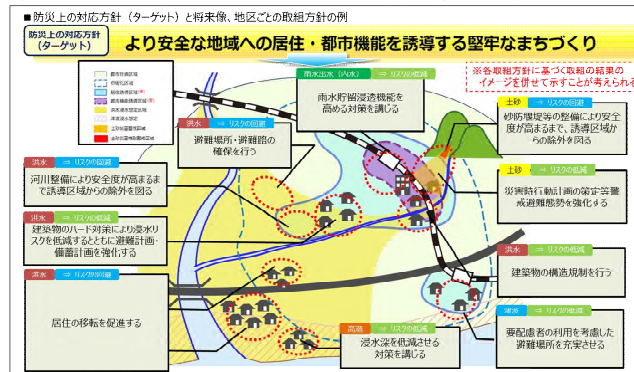 ■防災上の対応方針（ターゲット）と将来像、地区ごとの取組方針の例
防災上の対応方針
（ターゲット）
より安全な地域への居住・都市機能を誘導する堅牢なまちづくり
※各取組方針に基づく取組の結果の
イメージを併せて示すことが考えられる
雨水出水（内水）
⇒ リスクの低減
雨水貯留浸透機能を
高める対策を講じる
土砂
⇒ リスクの回避
砂防堰堤等の整備により安全
度が高まるまで、誘導区域か
らの除外を図る
洪水
⇒ リスクの回避
避難場所・避難路の
確保を行う
洪水
⇒ リスクの回避
河川整備により安全度が高まるま
で誘導区域からの除外を図る
土砂
⇒ リスクの低減
災害時行動計画の策定等警
戒避難態勢を強化する
洪水
⇒ リスクの低減
建築物のハード対策により浸水リ
スクを低減するとともに避難計画・
備蓄計画を強化する
洪水
⇒ リスクの低減
建築物の構造規制を行う
洪水
⇒ リスクの回避
居住の移転を促進する
高潮
⇒ リスクの低減
浸水深を低減させる
対策を講じる
⇒ リスクの低減
要配慮者の利用を考慮した
避難場所を充実させる